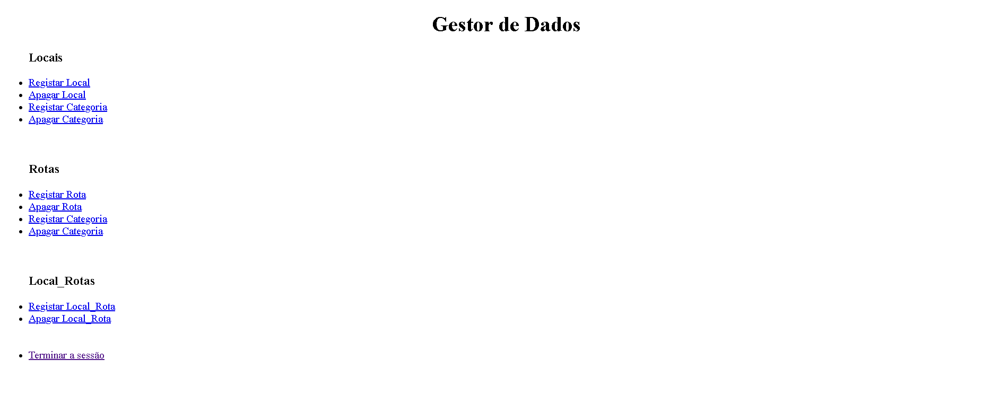 Gestor de Dados
Locais
Registar Local
Apagar Local
Registar Categoria
Apagar Categoria
Rotas
Registar Rota
Apagar Rota
Registar Categoria
Apagar Categoria
Local_Rotas
Registar Local_Rota
Apagar Local_Rota
Terminar a sessão